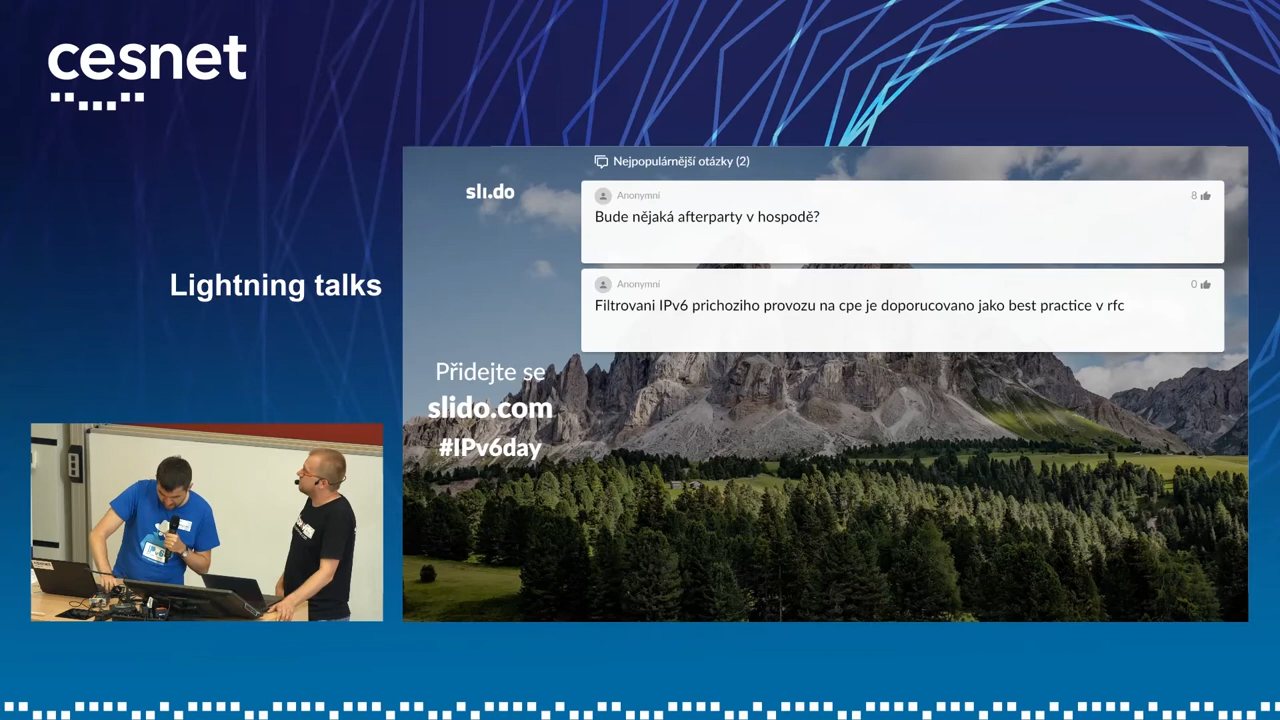 cesnet
Nejpopulárnější otázky (2)
sli.do
Anonymní
8
Bude nějaká afterparty v hospodě?
Anonymní
0
Filtrovani IPv6 prichoziho provozu na cpe je doporucovano jako best practice v rfc
Lightning talks
Přidejte se
slido.com
#IPv6day